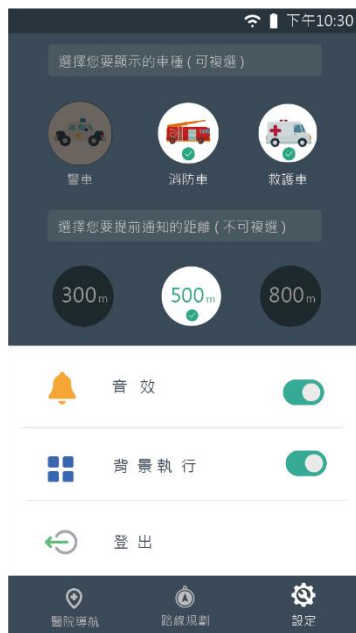 下午10:30
選擇您要顯示的車種(可複選)
警車
消防車
救護車
選擇您要提前通知的距離(不可複選)
300m
500m
800m
音效
背景執行
登出
醫院導航
路線規劃
設定